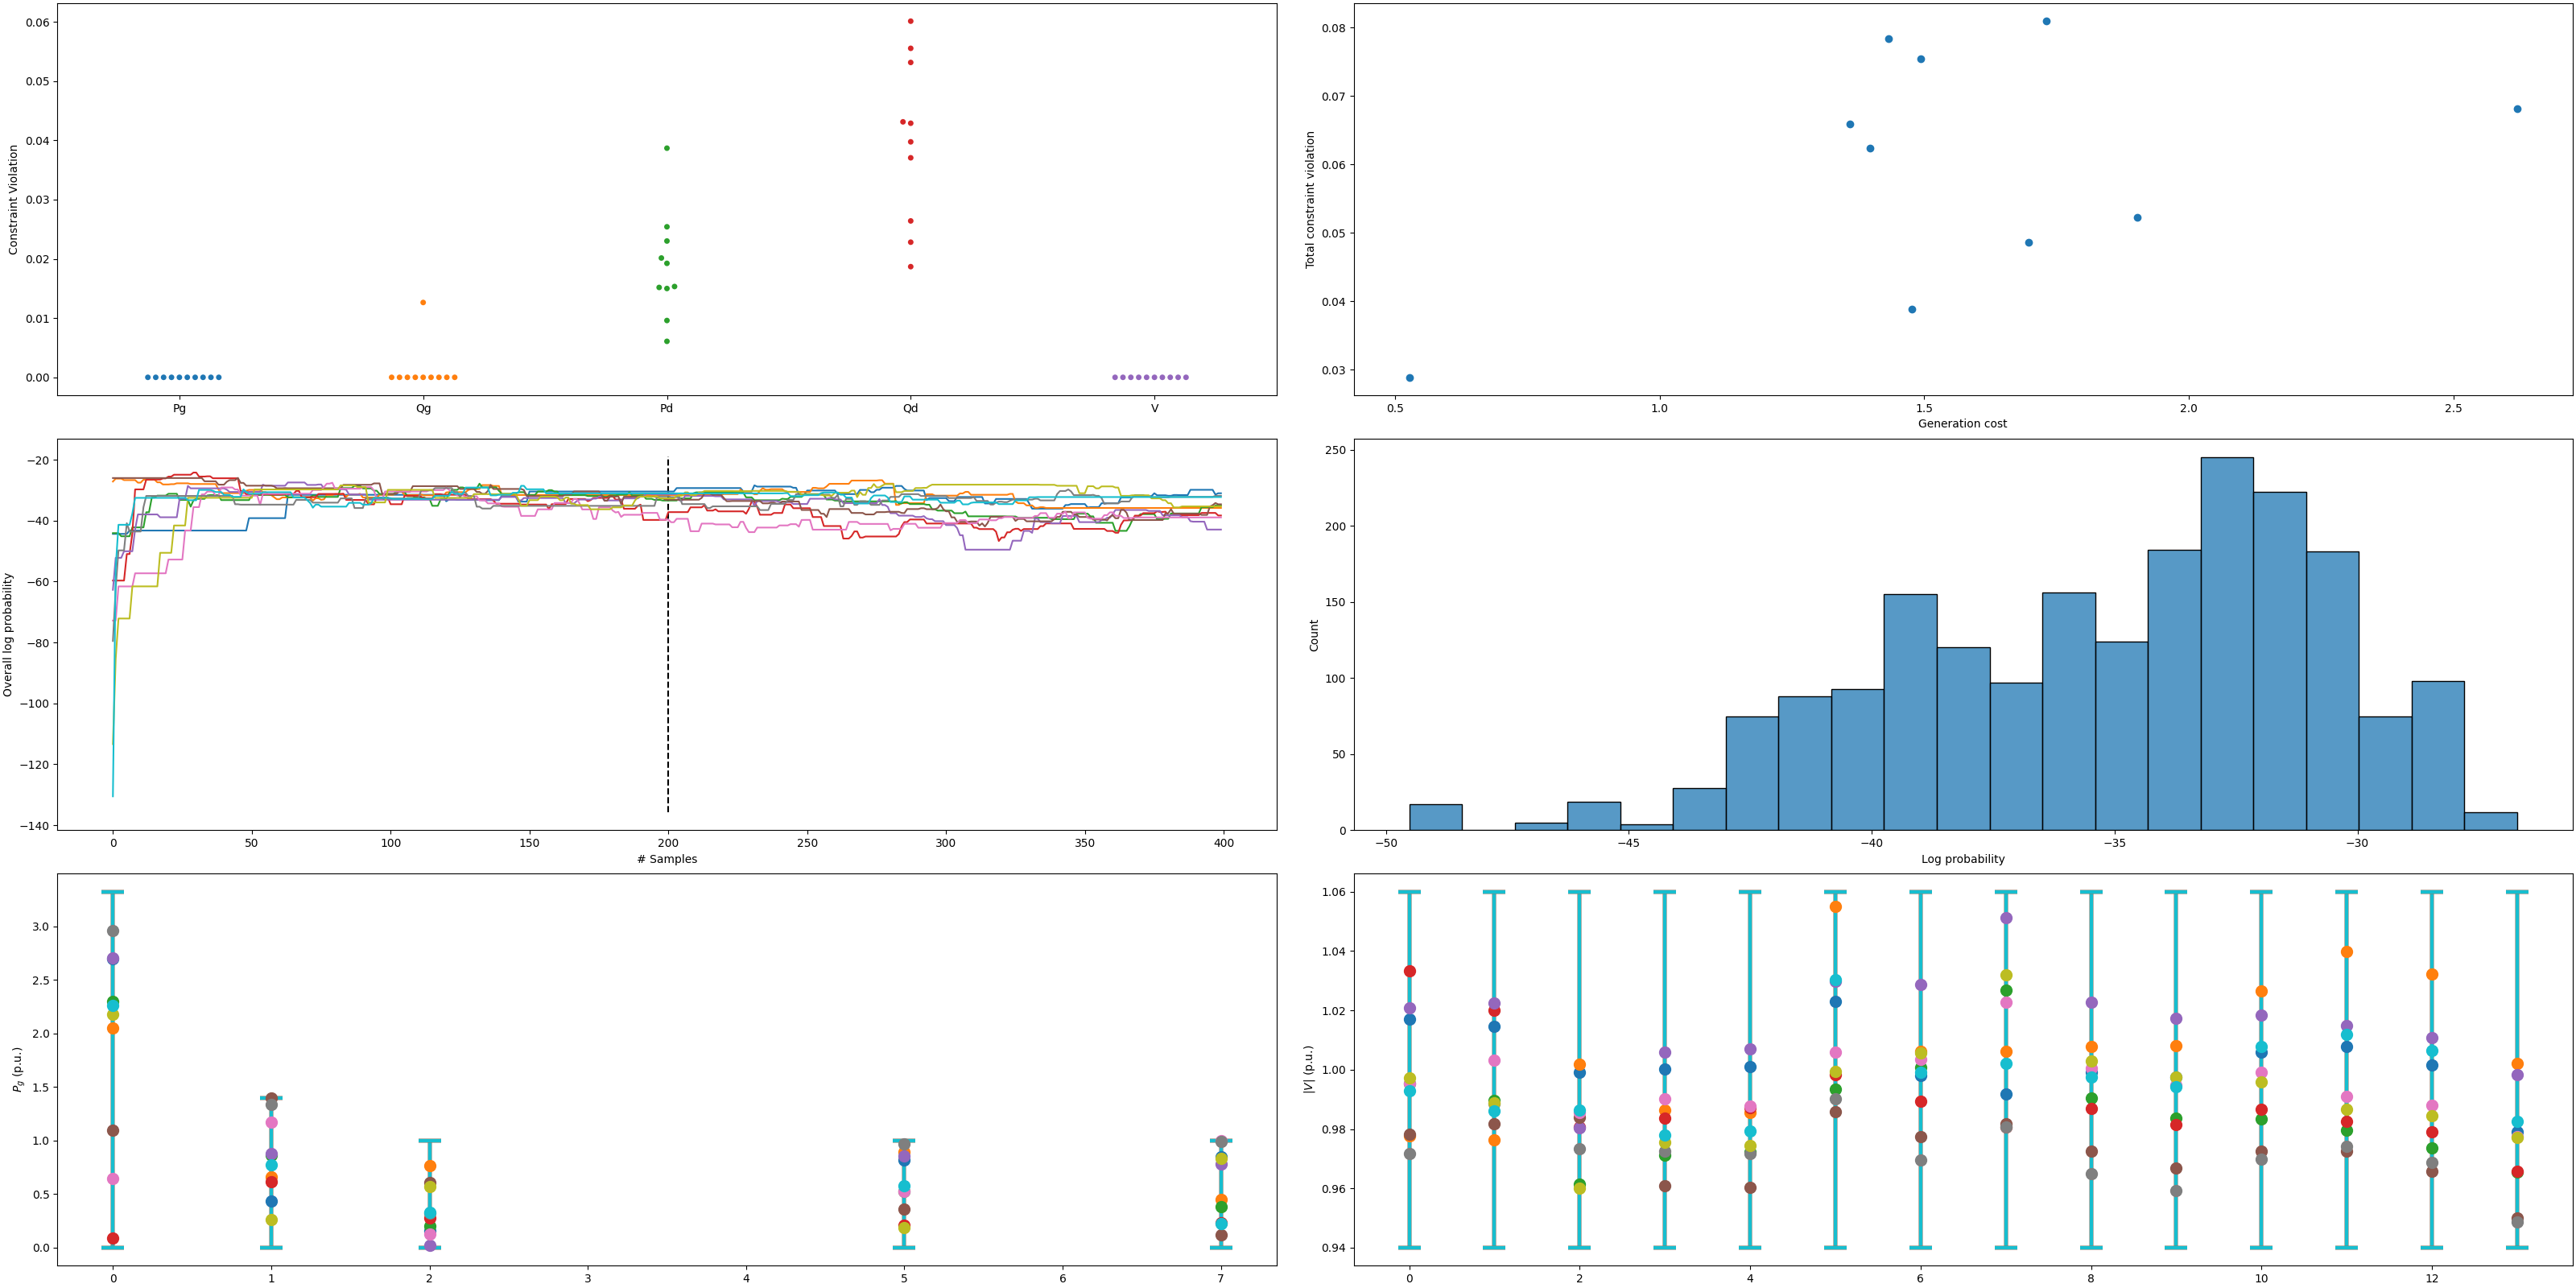 Constraint Violation
0.06
0.05
0.04
0.03
0.02
0.01
0.00
Pg Qg Pd Qd V
Total constraint violation
0.08
0.07
0.06
0.05
0.04
0.03
0.5 1.0 1.5 2.0 2.5
Generation cost
Overall log probability
−20
−40
−60
−80
−100
−120
−140
0 50 100 150 200 250 300 350 400
# Samples
Count
250
200
150
100
50
0
−50 −45 −40 −35 −30
Log probability
Pg (p.u.)
3.0
2.5
2.0
1.5
1.0
0.5
0.0
0 1 2 3 4 5 6 7
|V| (p.u.)
1.06
1.04
1.02
1.00
0.98
0.96
0.94
0 2 4 6 8 10 12